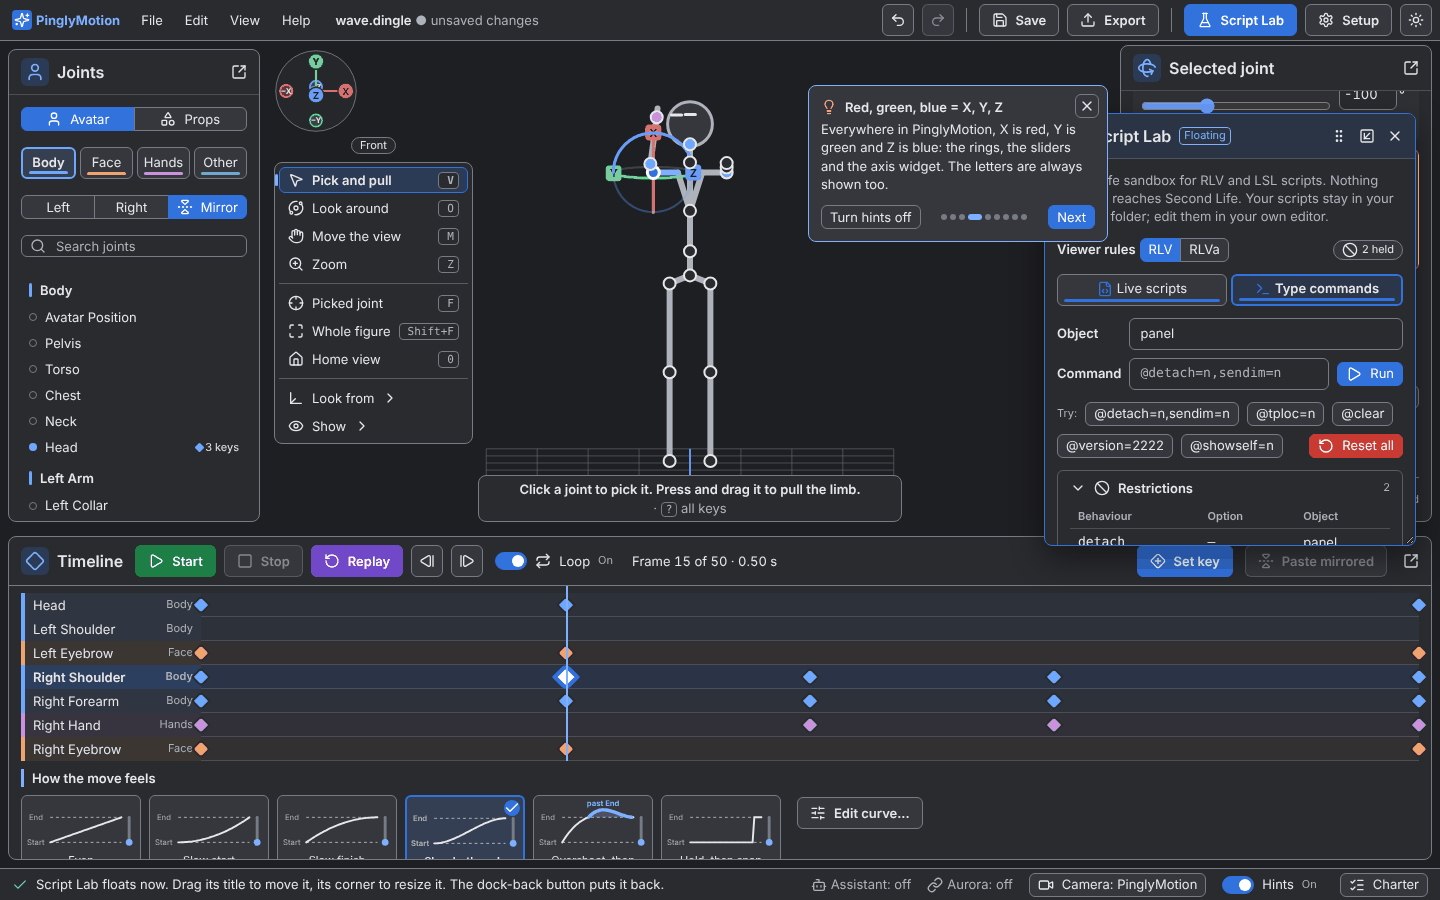 PinglyMotion File Edit View Help wave.dingle unsaved changes Save Export Script Lab Setup
Joints
Avatar Props
Body Face Hands Other
Left Right Mirror
Search joints
Body
Avatar Position
Pelvis
Torso
Chest
Neck
Head 3 keys
Left Arm
Left Collar
Y
-X Z X
-Y
Front
Pick and pull V
Look around O
Move the view M
Zoom Z
Picked joint F
Whole figure Shift+F
Home view 0
Look from
Show
X
Y Z
Click a joint to pick it. Press and drag it to pull the limb.
· ? all keys
Red, green, blue = X, Y, Z
Everywhere in PinglyMotion, X is red, Y is
green and Z is blue: the rings, the sliders
and the axis widget. The letters are always
shown too.
Turn hints off Next
Selected joint
-100 °
cript Lab Floating
fe sandbox for RLV and LSL scripts. Nothing
reaches Second Life. Your scripts stay in your
folder; edit them in your own editor.
Viewer rules RLV RLVa 2 held
Live scripts Type commands
Object panel
Command @detach=n,sendim=n Run
Try: @detach=n,sendim=n @tploc=n @clear
@version=2222 @showself=n Reset all
Restrictions 2
Behaviour Option Object
detach – panel
Timeline Start Stop Replay Loop On Frame 15 of 50 · 0.50 s Set key Paste mirrored
Head Body
Left Shoulder Body
Left Eyebrow Face
Right Shoulder Body
Right Forearm Body
Right Hand Hands
Right Eyebrow Face
How the move feels
End Start End Start End Start End Start past End End Start End Start
Even Slow start Slow finish
Edit curve...
Script Lab floats now. Drag its title to move it, its corner to resize it. The dock-back button puts it back. Assistant: off Aurora: off Camera: PinglyMotion Hints On Charter